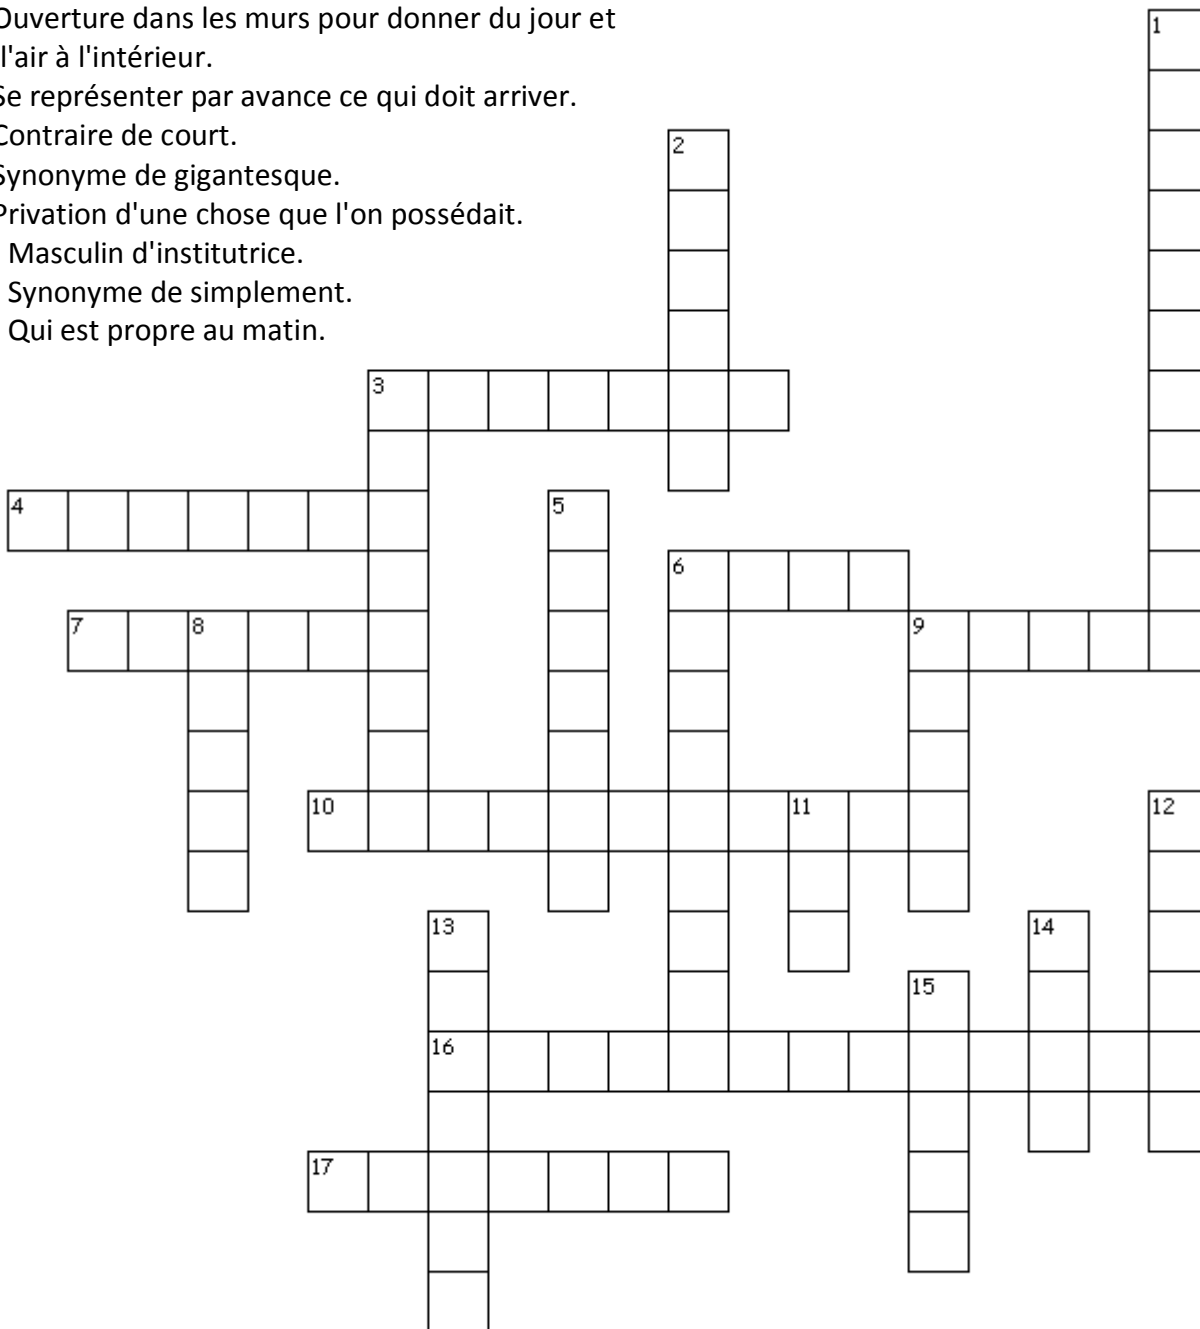 Ouverture dans les murs pour donner du jour et
l'air à l'intérieur.
Se représenter par avance ce qui doit arriver.
Contraire de court.
Synonyme de gigantesque.
Privation d'une chose que l'on possédait.
Masculin d'institutrice.
Synonyme de simplement.
Qui est propre au matin.
1
2
3
4
5
6
7
8
9
10
11
12
13
14
15
16
17